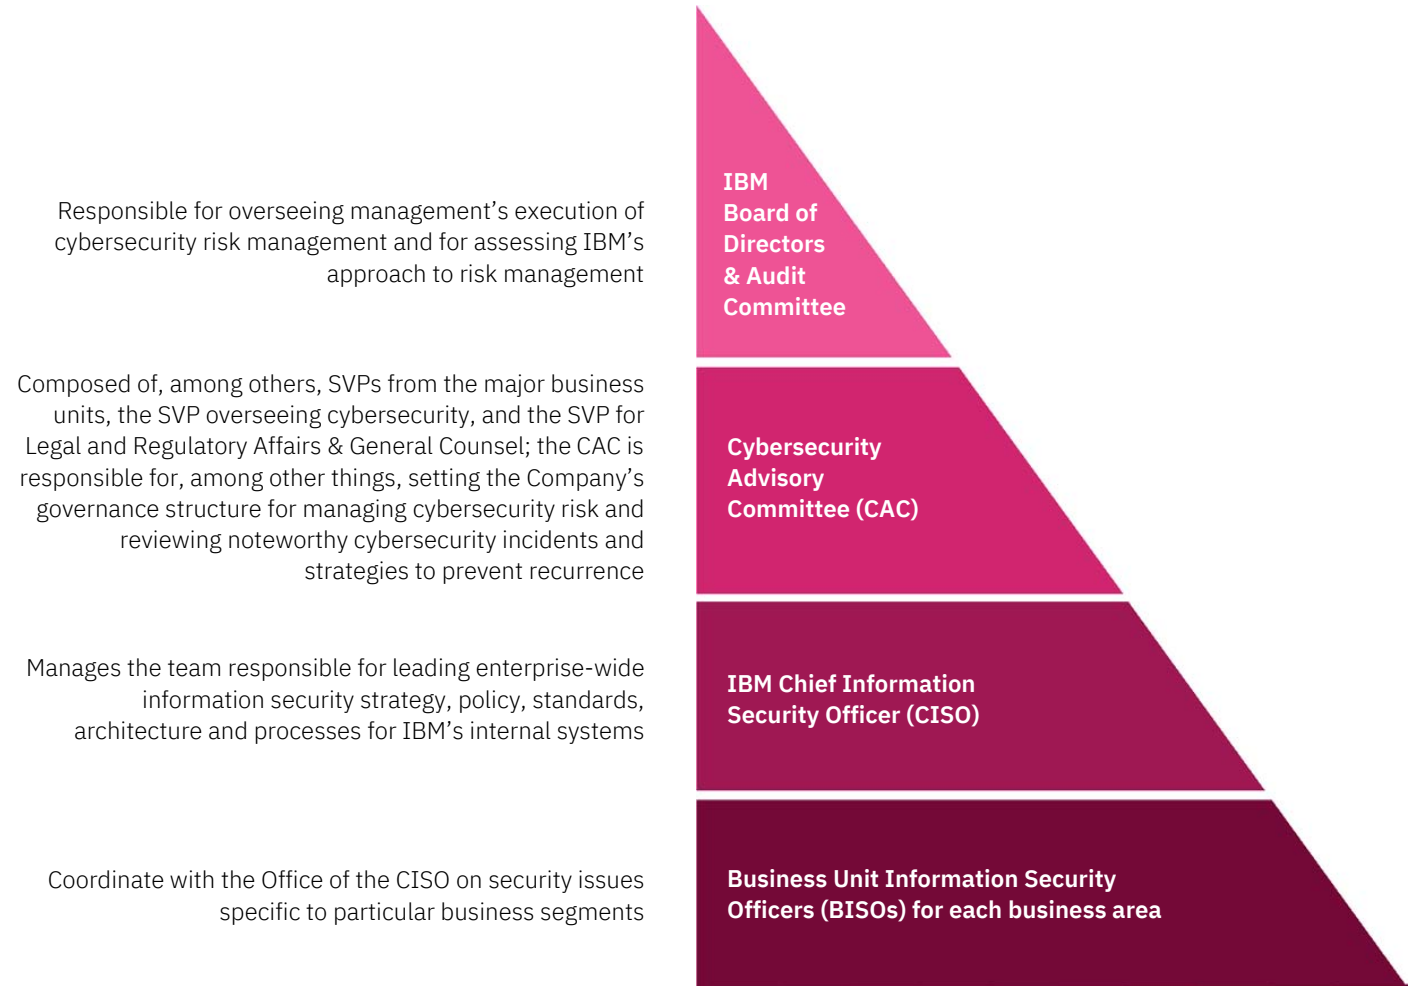 Responsible for overseeing management’s execution of
cybersecurity risk management and for assessing IBM’s
approach to risk management
IBM
Board of
Directors
& Audit
Committee
Composed of, among others, SVPs from the major business
units, the SVP overseeing cybersecurity, and the SVP for
Legal and Regulatory Affairs & General Counsel; the CAC is
responsible for, among other things, setting the Company’s
governance structure for managing cybersecurity risk and
reviewing noteworthy cybersecurity incidents and
strategies to prevent recurrence
Cybersecurity
Advisory
Committee (CAC)
Manages the team responsible for leading enterprise-wide
information security strategy, policy, standards,
architecture and processes for IBM’s internal systems
IBM Chief Information
Security Officer (CISO)
Coordinate with the Office of the CISO on security issues
specific to particular business segments
Business Unit Information Security
Officers (BISOs) for each business area